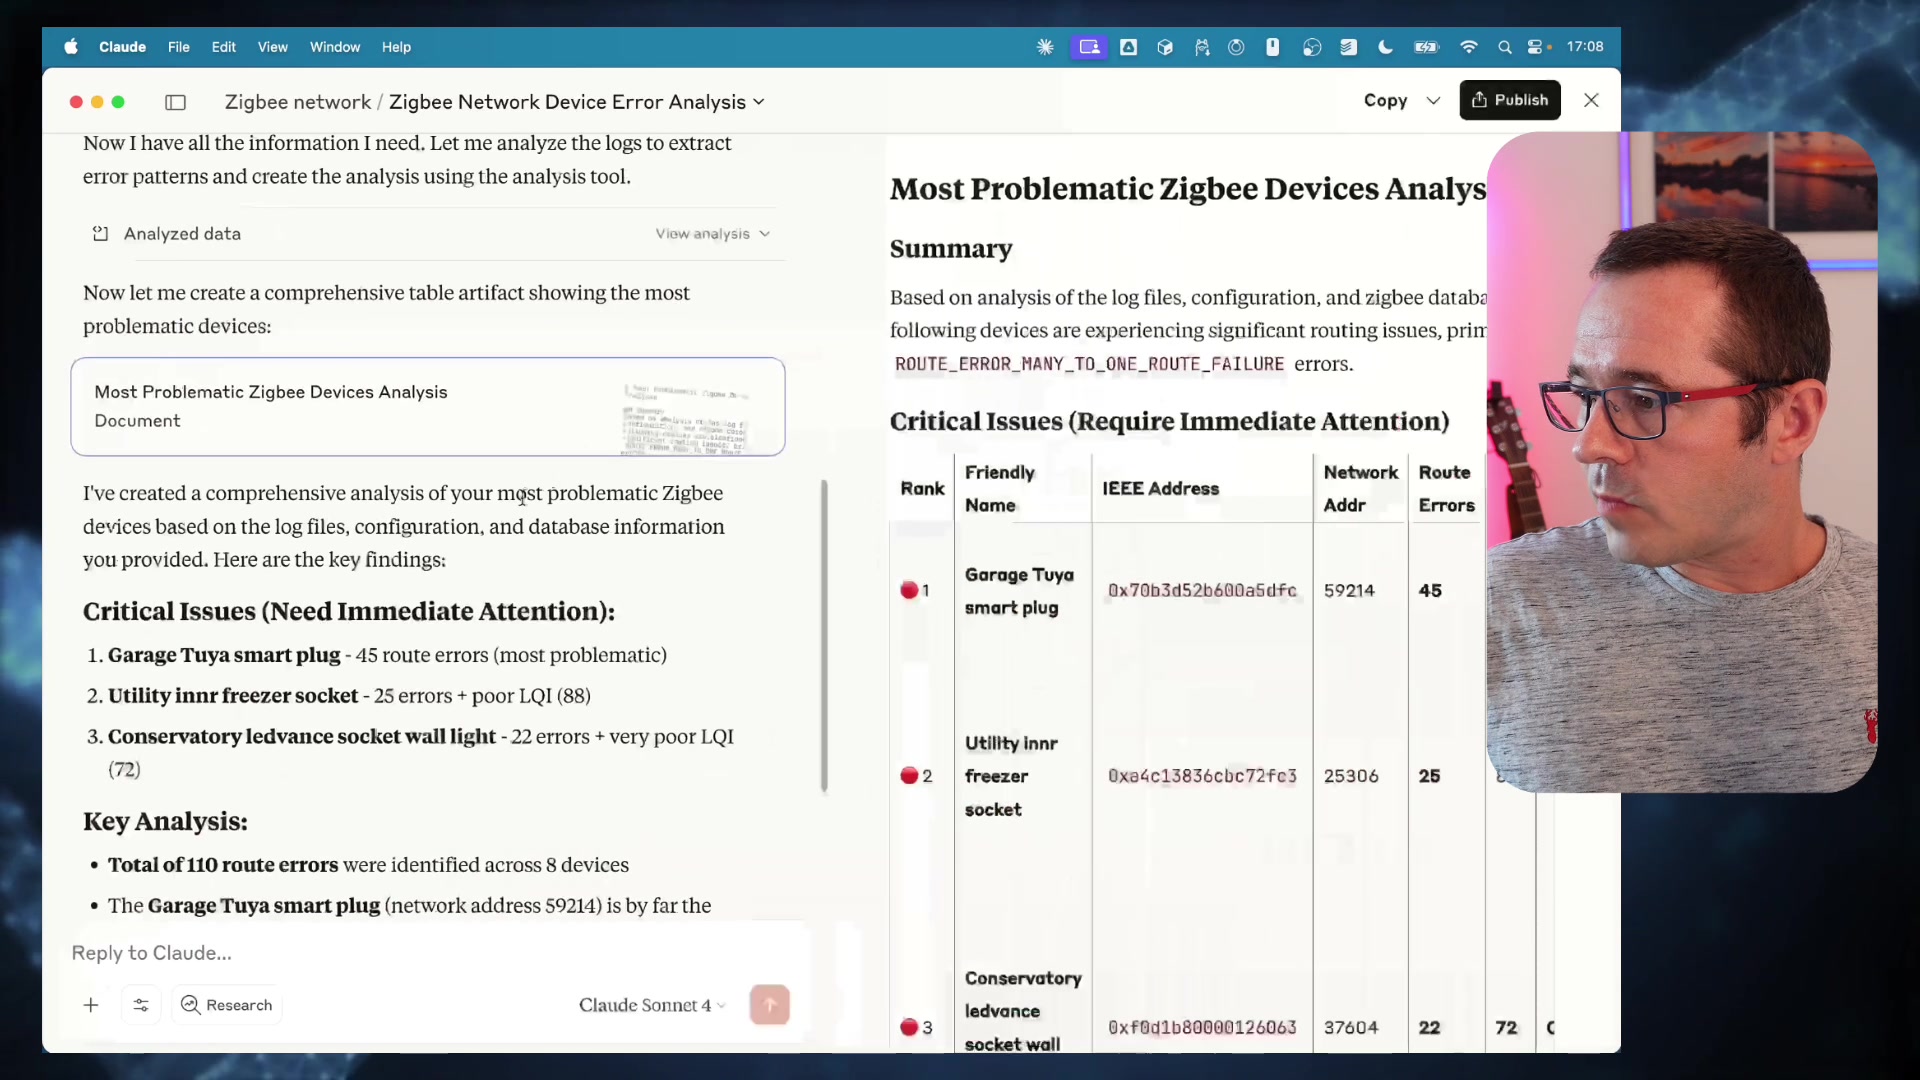 Claude File Edit View Window Help 17:08
Zigbee network / Zigbee Network Device Error Analysis
Copy Publish
Now I have all the information I need. Let me analyze the logs to extract
error patterns and create the analysis using the analysis tool.
Analyzed data View analysis
Now let me create a comprehensive table artifact showing the most
problematic devices:
Most Problematic Zigbee Devices Analysis
Document
I've created a comprehensive analysis of your most problematic Zigbee
devices based on the log files, configuration, and database information
you provided. Here are the key findings:
Critical Issues (Need Immediate Attention):
1. Garage Tuya smart plug - 45 route errors (most problematic)
2. Utility innr freezer socket - 25 errors + poor LQI (88)
3. Conservatory ledvance socket wall light - 22 errors + very poor LQI
(72)
Key Analysis:
• Total of 110 route errors were identified across 8 devices
• The Garage Tuya smart plug (network address 59214) is by far the
Reply to Claude...
Research
Claude Sonnet 4
Most Problematic Zigbee Devices Analys
Summary
Based on analysis of the log files, configuration, and zigbee databa
following devices are experiencing significant routing issues, prim
ROUTE_ERROR_MANY_TO_ONE_ROUTE_FAILURE errors.
Critical Issues (Require Immediate Attention)
Rank
Friendly
Name
IEEE Address
Network
Addr
Route
Errors
1
Garage Tuya
smart plug
0x70b3d52b600a5dfc
59214
45
2
Utility innr
freezer
socket
0xa4c13836cbc72fc3
25306
25
3
Conservatory
ledvance
socket wall
0xf0d1b80000126063
37604
22
72